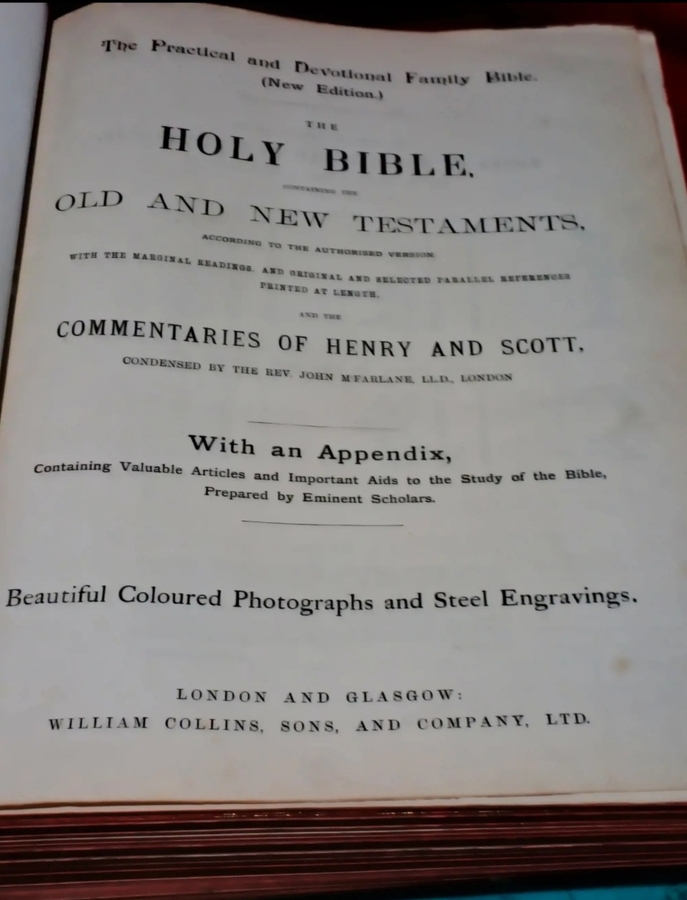 The Practical and Devotional Family Bible.
(New Edition.)
THE
HOLY BIBLE,
CONTAINING THE
OLD AND NEW TESTAMENTS,
ACCORDING TO THE AUTHORISED VERSION
WITH THE MARGINAL READINGS, AND ORIGINAL AND SELECTED PARALLEL REFERENCES
PRINTED AT LENGTH,
AND THE
COMMENTARIES OF HENRY AND SCOTT,
CONDENSED BY THE REV. JOHN M'FARLANE, LL.D., LONDON
With an Appendix,
Containing Valuable Articles and Important Aids to the Study of the Bible,
Prepared by Eminent Scholars.
Beautiful Coloured Photographs and Steel Engravings.
LONDON AND GLASGOW:
WILLIAM COLLINS, SONS, AND COMPANY, LTD.